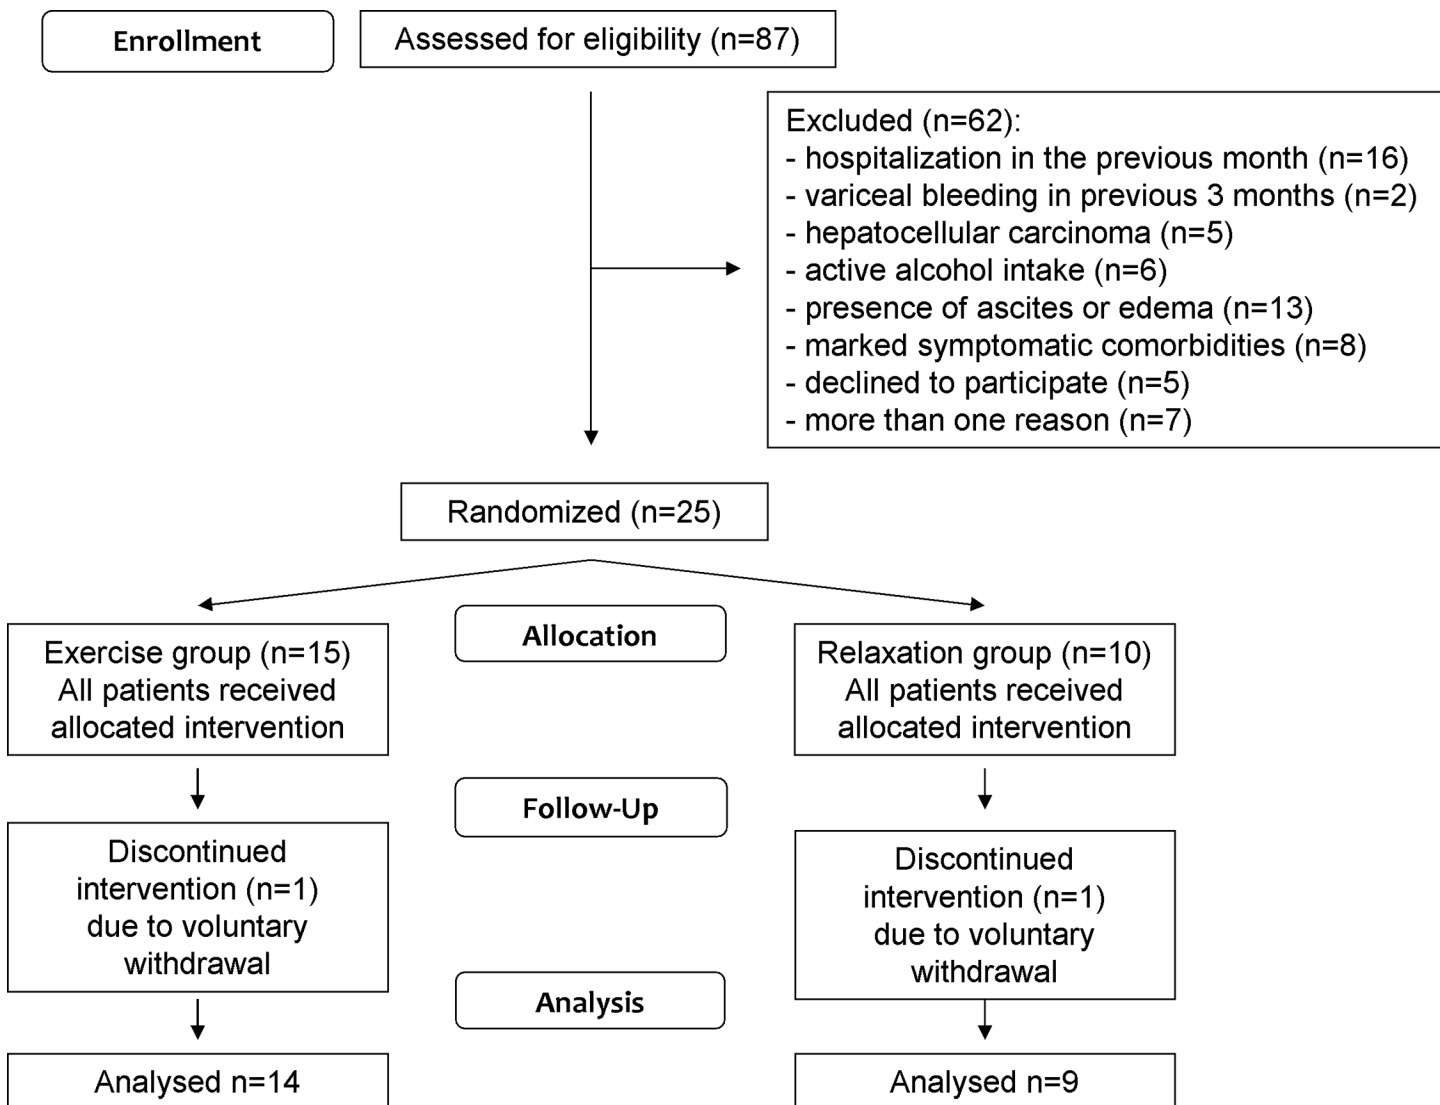 Enrollment
Assessed for eligibility (n=87)
Excluded (n=62):
- hospitalization in the previous month (n=16)
- variceal bleeding in previous 3 months (n=2)
- hepatocellular carcinoma (n=5)
- active alcohol intake (n=6)
- presence of ascites or edema (n=13)
- marked symptomatic comorbidities (n=8)
- declined to participate (n=5)
- more than one reason (n=7)
Randomized (n=25)
Allocation
Exercise group (n=15)
All patients received
allocated intervention
Relaxation group (n=10)
All patients received
allocated intervention
Follow-Up
Discontinued
intervention (n=1)
due to voluntary
withdrawal
Discontinued
intervention (n=1)
due to voluntary
withdrawal
Analysis
Analysed n=14
Analysed n=9